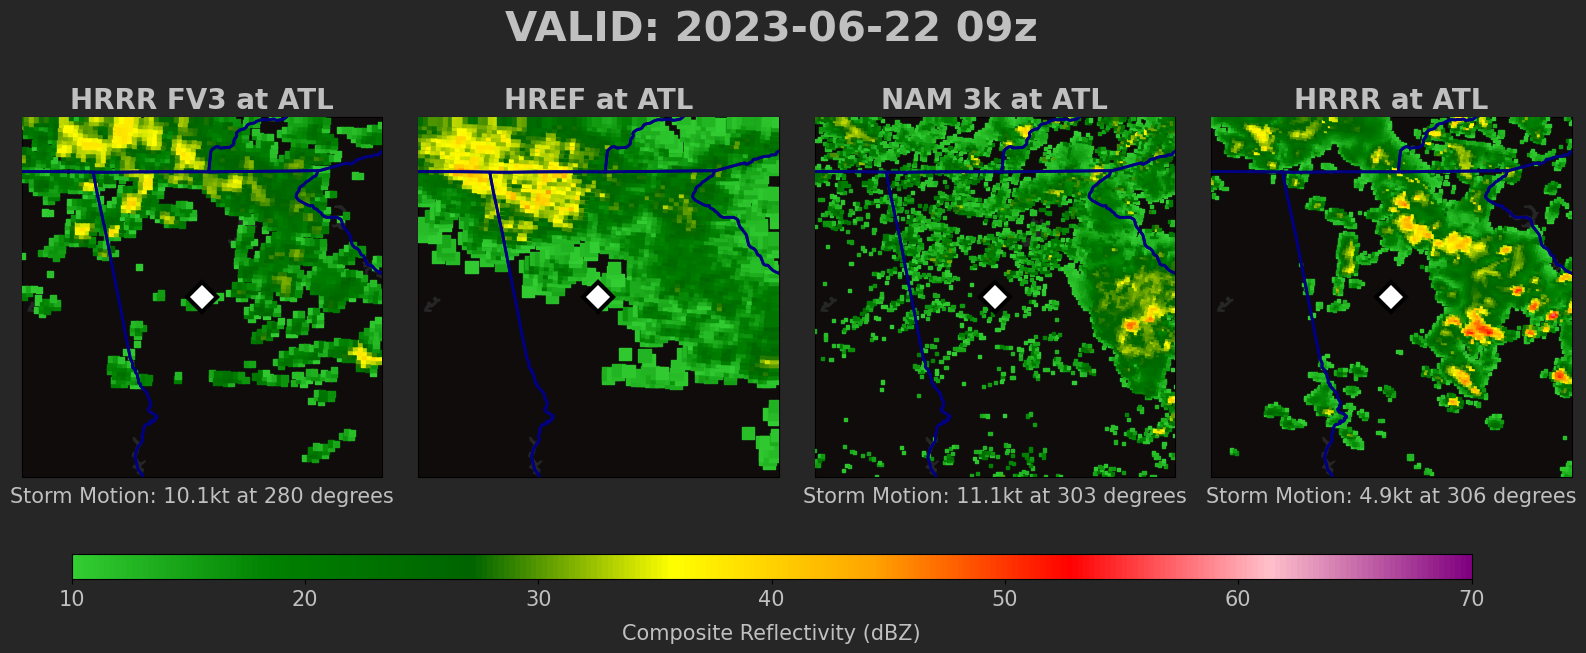 VALID: 2023-06-22 09z
HRRR FV3 at ATL
HREF at ATL
NAM 3k at ATL
HRRR at ATL
Storm Motion: 10.1kt at 280 degrees
Storm Motion: 11.1kt at 303 degrees
Storm Motion: 4.9kt at 306 degrees
10 20 30 40 50 60 70
Composite Reflectivity (dBZ)